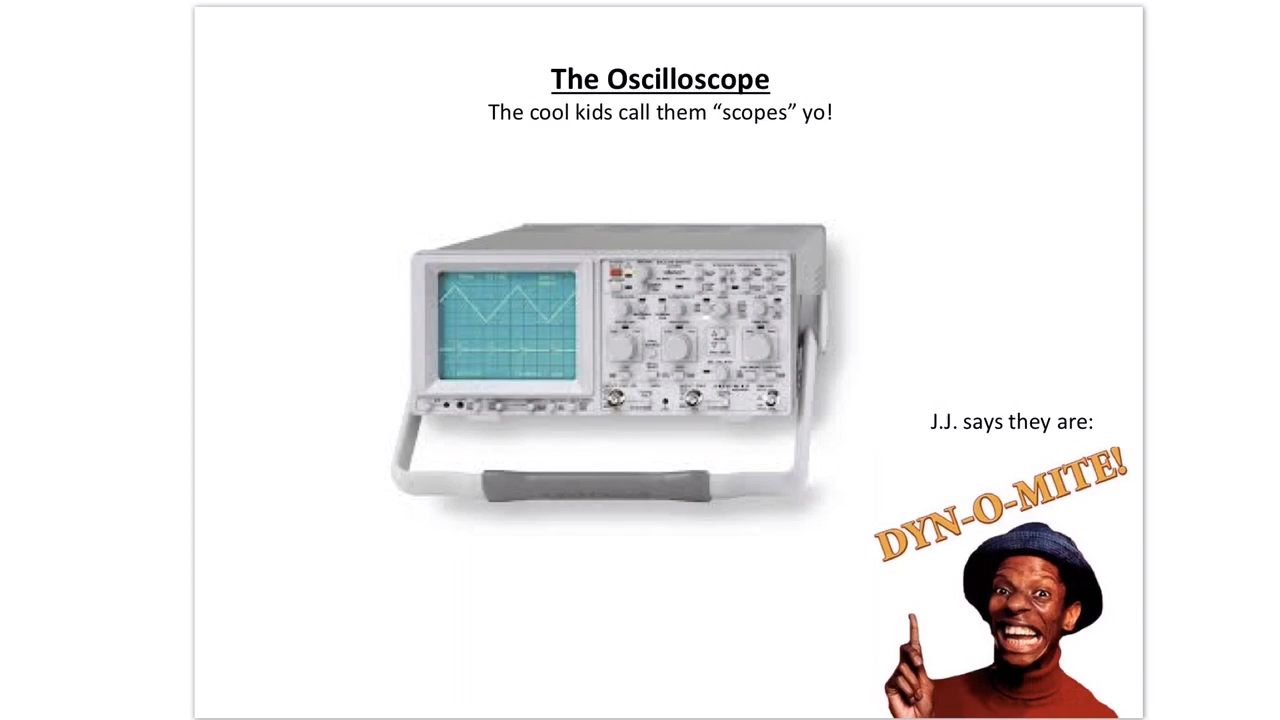 The Oscilloscope
The cool kids call them “scopes” yo!
J.J. says they are:
DYN-O-MITE!